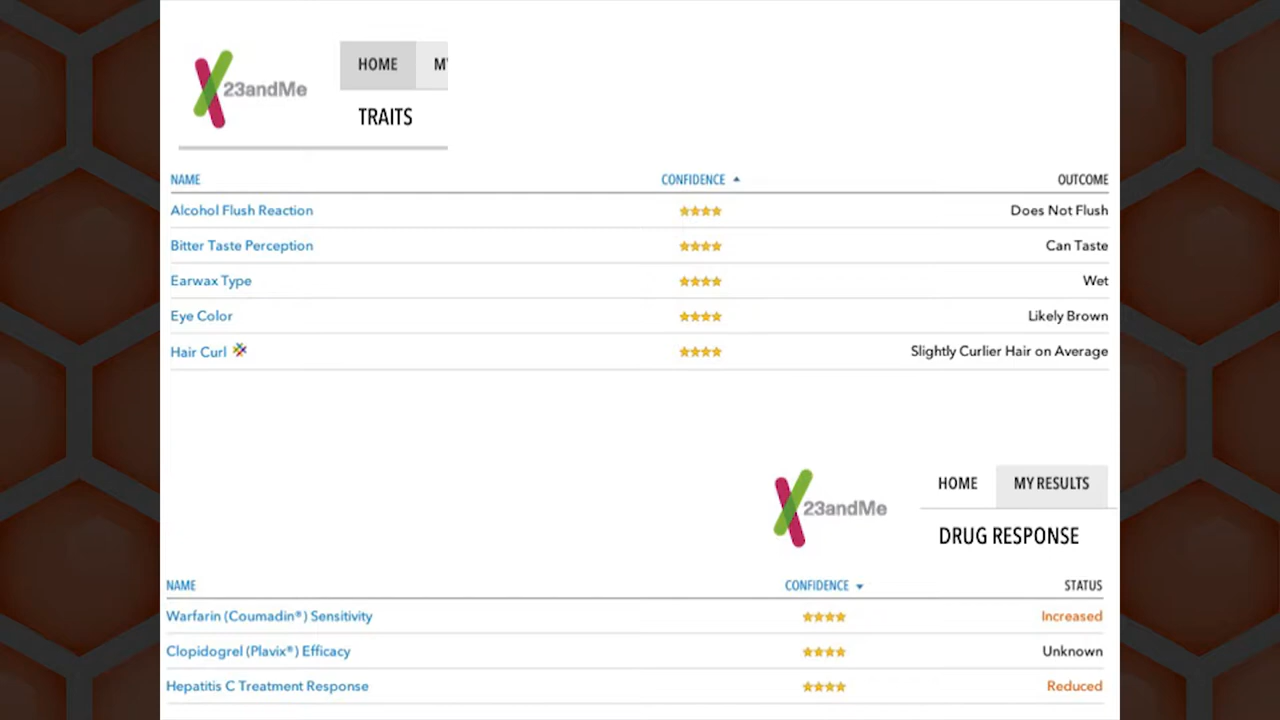 23andMe
HOME
TRAITS
NAME CONFIDENCE OUTCOME
Alcohol Flush Reaction Does Not Flush
Bitter Taste Perception Can Taste
Earwax Type Wet
Eye Color Likely Brown
Hair Curl Slightly Curlier Hair on Average
23andMe
HOME MY RESULTS
DRUG RESPONSE
NAME CONFIDENCE STATUS
Warfarin (Coumadin®) Sensitivity Increased
Clopidogrel (Plavix®) Efficacy Unknown
Hepatitis C Treatment Response Reduced